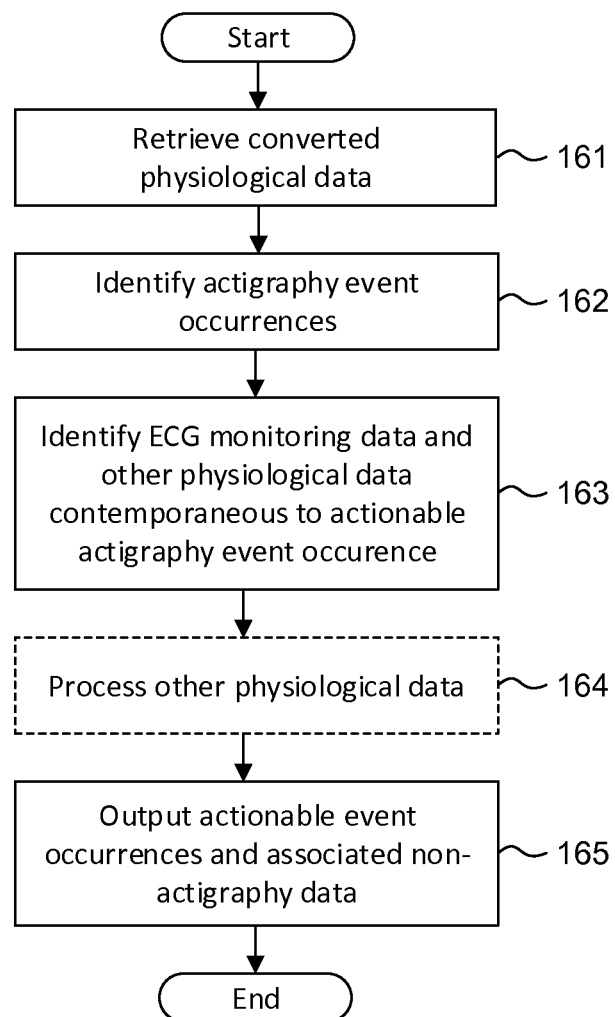 Start
Retrieve converted
physiological data
161
Identify actigraphy event
occurrences
162
Identify ECG monitoring data and
other physiological data
contemporaneous to actionable
actigraphy event occurence
163
Process other physiological data
164
Output actionable event
occurrences and associated non-
actigraphy data
165
End